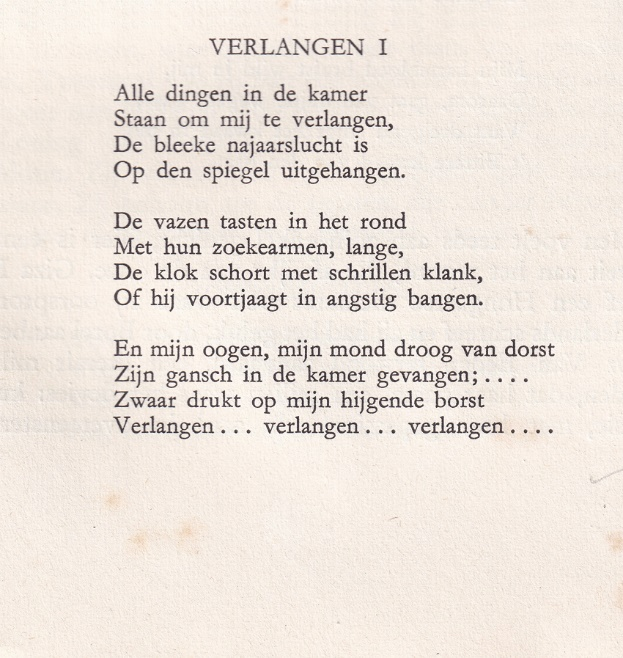 VERLANGEN I
Alle dingen in de kamer
Staan om mij te verlangen,
De bleeke najaarslucht is
Op den spiegel uitgehangen.
De vazen tasten in het rond
Met hun zoekearmen, lange,
De klok schort met schrillen klank,
Of hij voortjaagt in angstig bangen.
En mijn oogen, mijn mond droog van dorst
Zijn gansch in de kamer gevangen; . . . .
Zwaar drukt op mijn hijgende borst
Verlangen . . . verlangen . . . verlangen . . . .